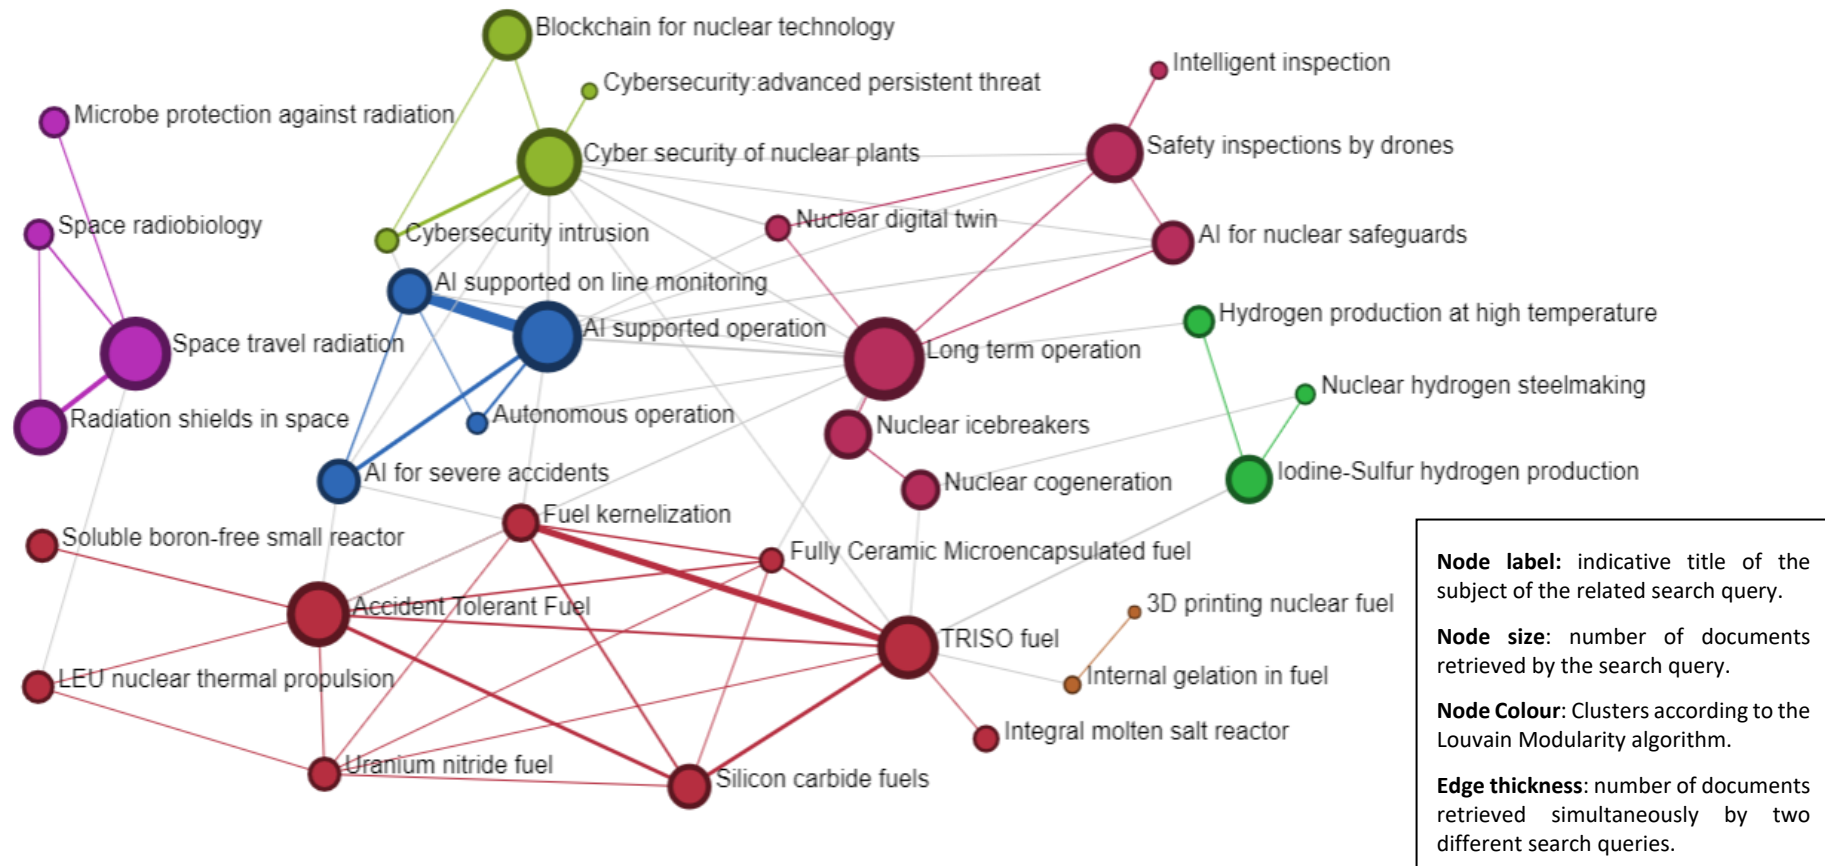 Blockchain for nuclear technology
Intelligent inspection
Cybersecurity:advanced persistent threat
Microbe protection against radiation
Cyber security of nuclear plants
Safety inspections by drones
Space radiobiology
Nuclear digital twin
Cybersecurity intrusion
AI for nuclear safeguards
AI supported on line monitoring
Hydrogen production at high temperature
AI supported operation
Space travel radiation
Long term operation
Nuclear hydrogen steelmaking
Radiation shields in space
Autonomous operation
Nuclear icebreakers
AI for severe accidents
Iodine-Sulfur hydrogen production
Nuclear cogeneration
Fuel kernelization
Soluble boron-free small reactor
Fully Ceramic Microencapsulated fuel
Accident Tolerant Fuel
3D printing nuclear fuel
TRISO fuel
LEU nuclear thermal propulsion
Internal gelation in fuel
Integral molten salt reactor
Uranium nitride fuel
Silicon carbide fuels
Node label: indicative title of the
subject of the related search query.
Node size: number of documents
retrieved by the search query.
Node Colour: Clusters according to the
Louvain Modularity algorithm.
Edge thickness: number of documents
retrieved simultaneously by two
different search queries.